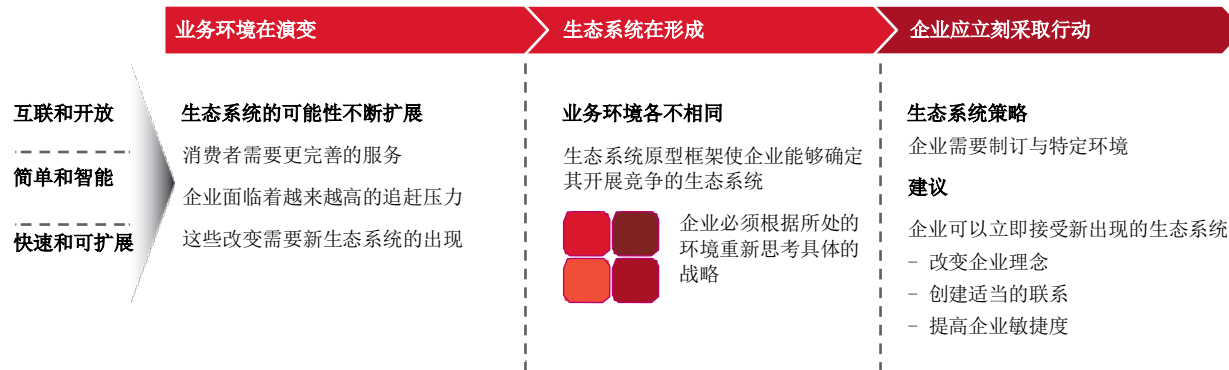 业务环境在演变
生态系统在形成
企业应立刻采取行动
互联和开放
简单和智能
快速和可扩展
生态系统的可能性不断扩展
消费者需要更完善的服务
企业面临着越来越高的追赶压力
这些改变需要新生态系统的出现
业务环境各不相同
生态系统原型框架使企业能够确定
其开展竞争的生态系统
企业必须根据所处的
环境重新思考具体的
战略
生态系统策略
企业需要制订与特定环境
建议
企业可以立即接受新出现的生态系统
– 改变企业理念
– 创建适当的联系
– 提高企业敏捷度